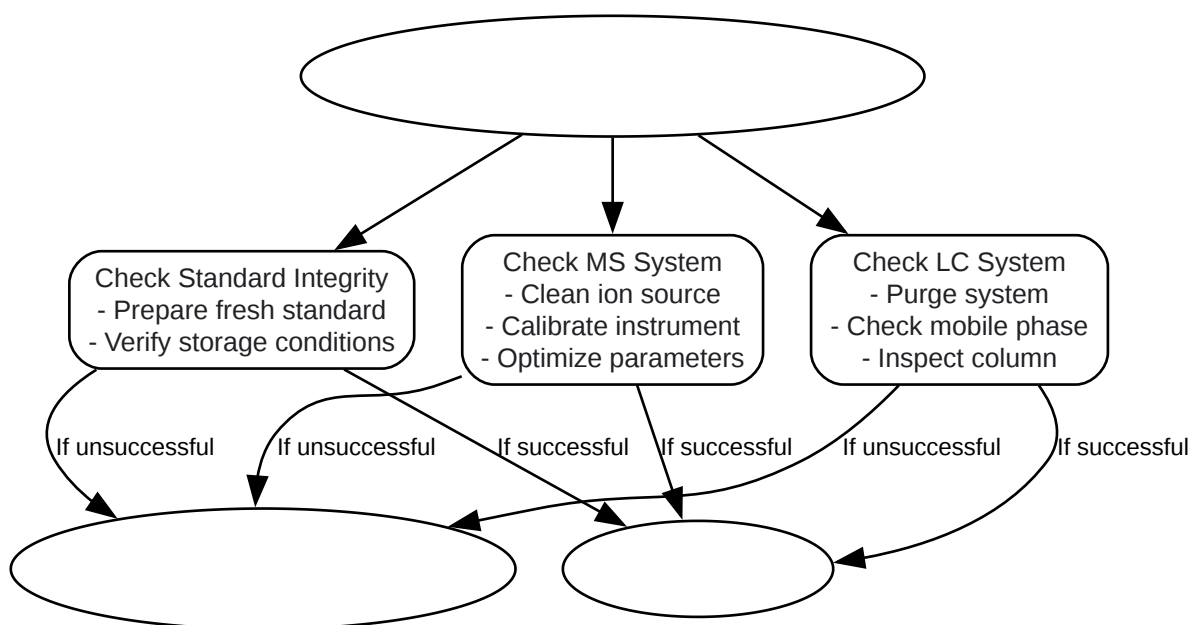 Check Standard Integrity
- Prepare fresh standard
- Verify storage conditions
Check MS System
- Clean ion source
- Calibrate instrument
- Optimize parameters
Check LC System
- Purge system
- Check mobile phase
- Inspect column
If unsuccessful
If unsuccessful
If successful
If successful
If unsuccessful
If successful